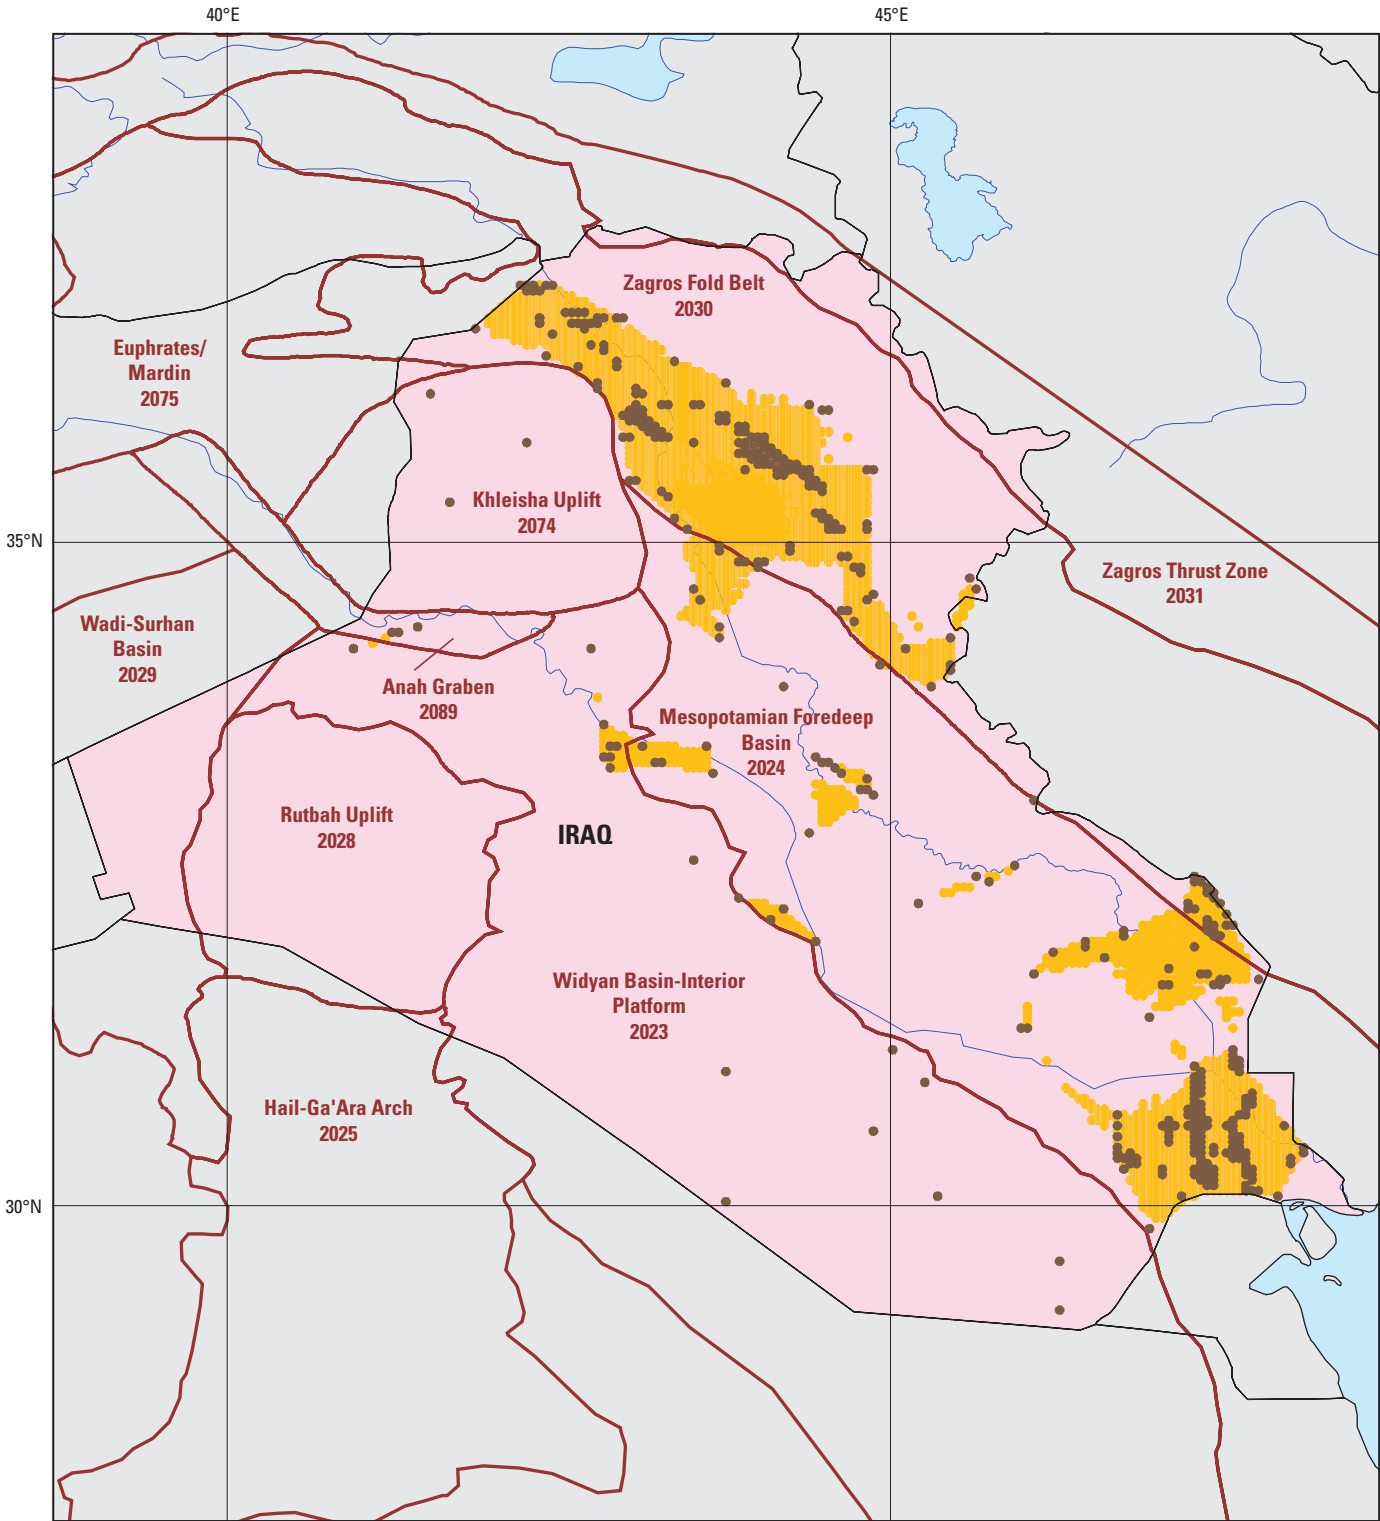 40°E
45°E
Zagros Fold Belt
2030
Euphrates/
Mardin
2075
Khleisha Uplift
2074
35°N
Zagros Thrust Zone
2031
Wadi-Surhan
Basin
2029
Anah Graben
2089
Mesopotamian Foredeep
Basin
2024
Rutbah Uplift
2028
IRAQ
Widyan Basin-Interior
Platform
2023
Hail-Ga'Ara Arch
2025
30°N